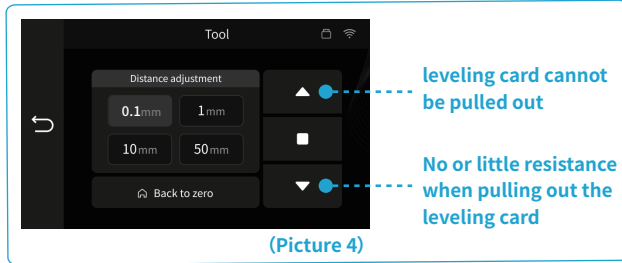 Tool
Distance adjustment
0.1mm
1mm
10mm
50mm
Back to zero
leveling card cannot
be pulled out
No or little resistance
when pulling out the
leveling card
(Picture 4)